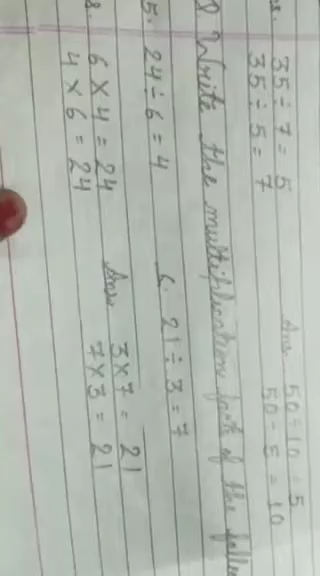 35 ÷ 7 = 5
35 ÷ 5 = 7
Ans 50 ÷ 10 = 5
50 ÷ 5 = 10
Q. Write the multiplication fact of the
5. 24 ÷ 6 = 4
6 × 4 = 24
4 × 6 = 24
6. 21 ÷ 3 = 7
Ans 3 × 7 = 21
7 × 3 = 21